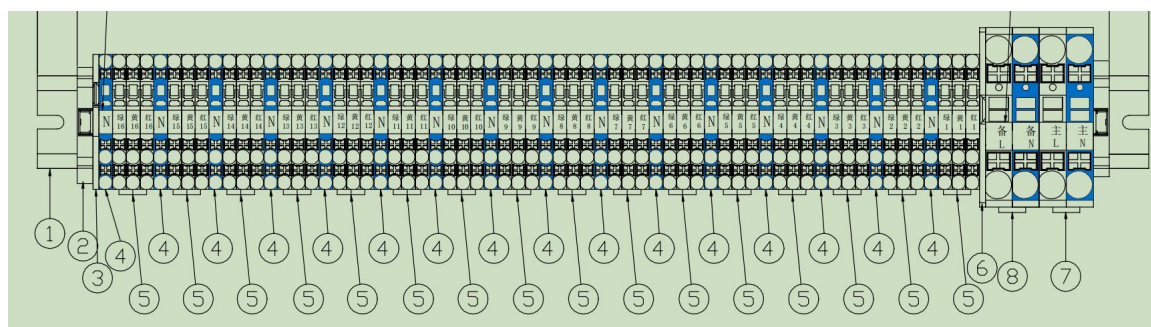 N 绿 黄 红 N 绿 黄 红 N 绿 黄 红 N 绿 黄 红 N 绿 黄 红 N 绿 黄 红 N 绿 黄 红 N 绿 黄 红 N 绿 黄 红 N 绿 黄 红 N 绿 黄 红 N 绿 黄 红 N 绿 黄 红 N 绿 黄 红 N 绿 黄 红 N 绿 黄 红 备 备 主 主
16 16 16 15 15 15 14 14 14 13 13 13 12 12 12 11 11 11 10 10 10 9 9 9 8 8 8 7 7 7 6 6 6 5 5 5 4 4 4 3 3 3 2 2 2 1 1 1 L N L N
1 2 3 4 4 4 4 4 4 4 4 4 4 4 4 4 4 4 4 6 8 7
5 5 5 5 5 5 5 5 5 5 5 5 5 5 5 5